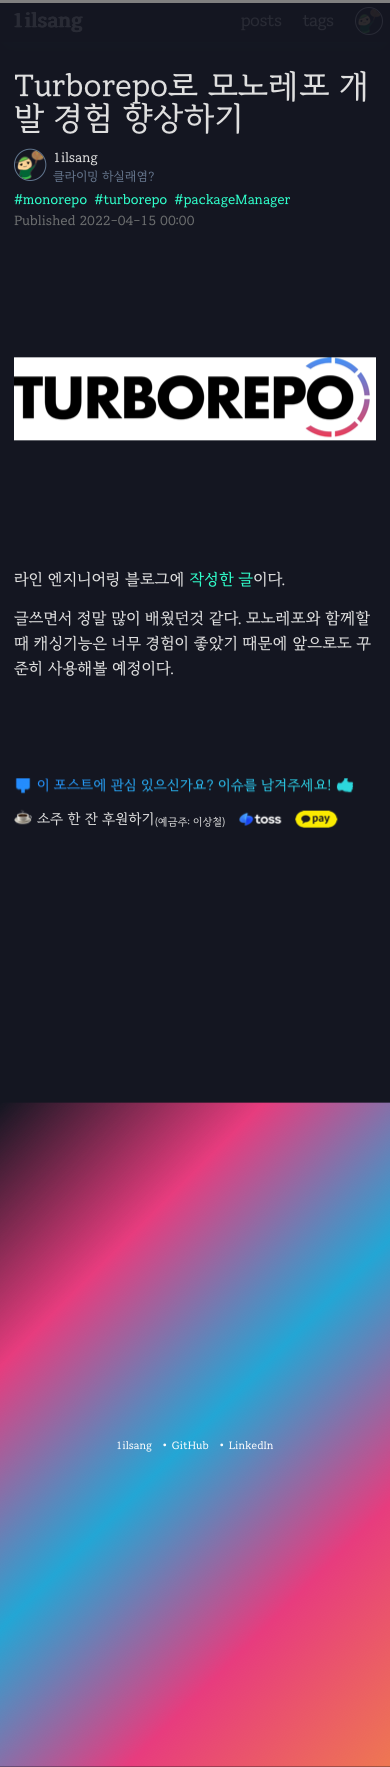 1ilsang posts tags
Turborepo로 모노레포 개
발 경험 향상하기
1ilsang
클라이밍 하실래염?
#monorepo #turborepo #packageManager
Published 2022-04-15 00:00
TURBOREPO
라인 엔지니어링 블로그에 작성한 글이다.
글쓰면서 정말 많이 배웠던것 같다. 모노레포와 함께할
때 캐싱기능은 너무 경험이 좋았기 때문에 앞으로도 꾸
준히 사용해볼 예정이다.
이 포스트에 관심 있으신가요? 이슈를 남겨주세요!
소주 한 잔 후원하기(예금주: 이상철) toss pay
1ilsang • GitHub • LinkedIn